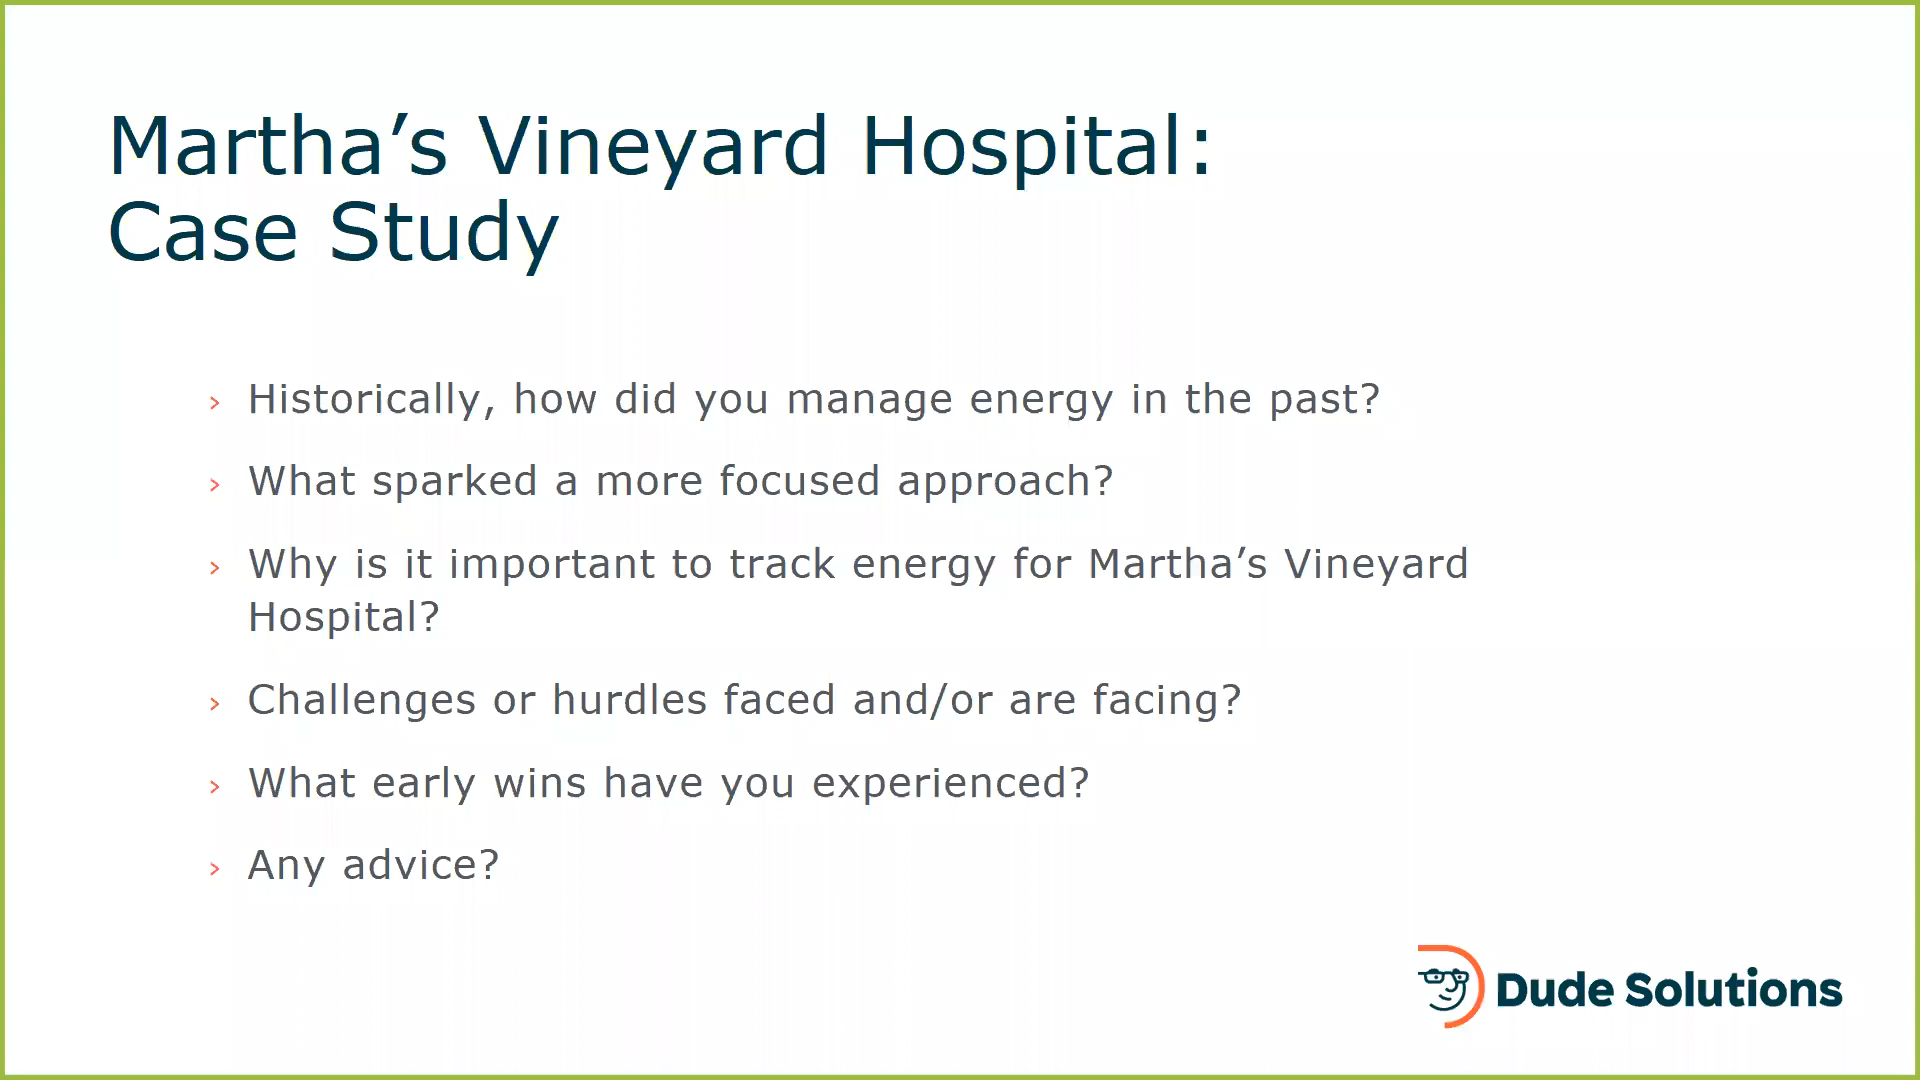 Martha’s Vineyard Hospital:
Case Study
› Historically, how did you manage energy in the past?
› What sparked a more focused approach?
› Why is it important to track energy for Martha’s Vineyard
Hospital?
› Challenges or hurdles faced and/or are facing?
› What early wins have you experienced?
› Any advice?
Dude Solutions